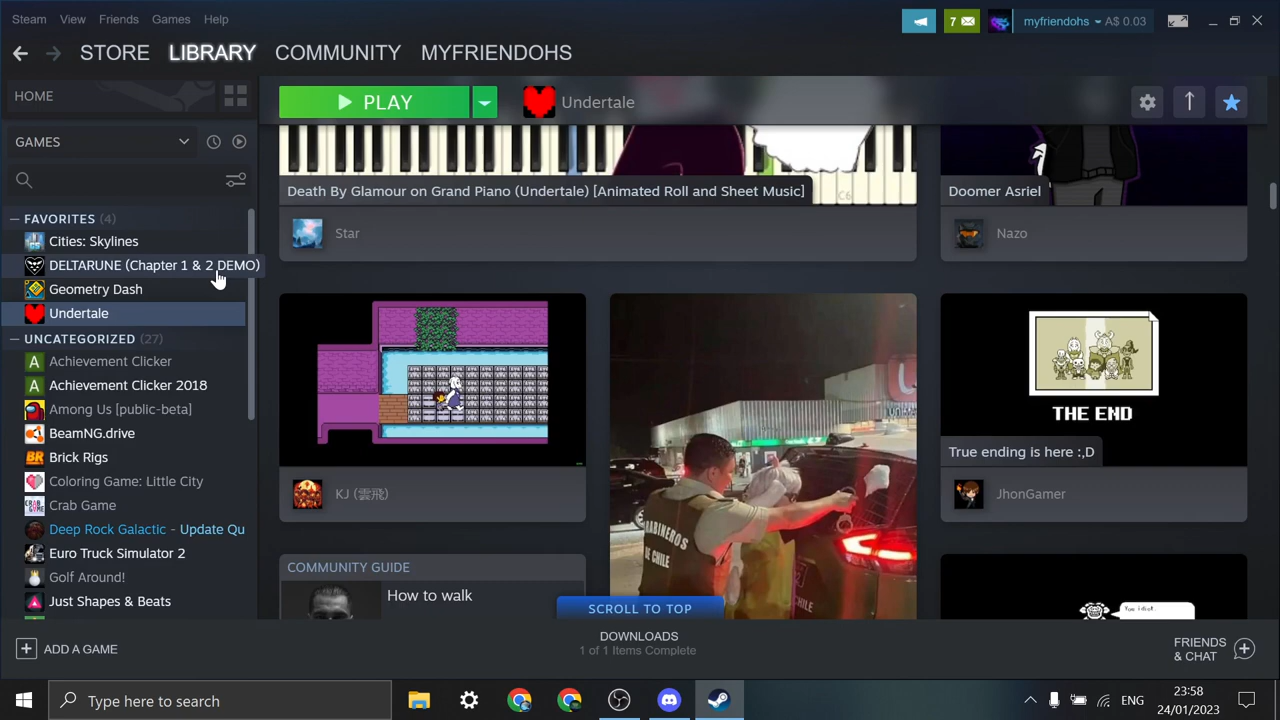 Steam View Friends Games Help
7 myfriendohs A$ 0.03
STORE LIBRARY COMMUNITY MYFRIENDOHS
HOME
GAMES
PLAY
Undertale
FAVORITES (4)
Cities: Skylines
DELTARUNE (Chapter 1 & 2 DEMO)
Geometry Dash
Undertale
UNCATEGORIZED (27)
Achievement Clicker
Achievement Clicker 2018
Among Us [public-beta]
BeamNG.drive
Brick Rigs
Coloring Game: Little City
Crab Game
Deep Rock Galactic - Update Qu
Euro Truck Simulator 2
Golf Around!
Just Shapes & Beats
C6
Death By Glamour on Grand Piano (Undertale) [Animated Roll and Sheet Music]
Star
Doomer Asriel
Nazo
KJ (雲飛)
CARABINEROS
DE CHILE
THE END
True ending is here :,D
JhonGamer
COMMUNITY GUIDE
How to walk
You idiot.
SCROLL TO TOP
ADD A GAME
DOWNLOADS
1 of 1 Items Complete
FRIENDS
& CHAT
Type here to search
ENG
23:58
24/01/2023